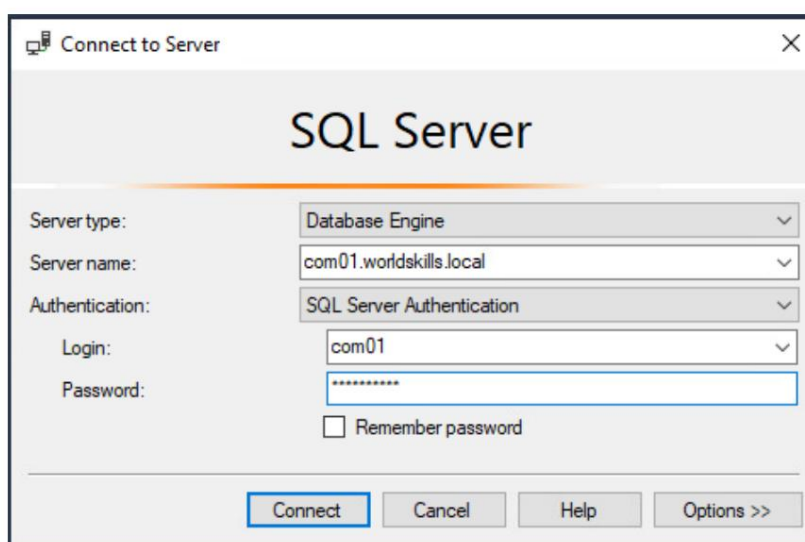 Connect to Server
SQL Server
Server type: Database Engine
Server name: com01.worldskills.local
Authentication: SQL Server Authentication
Login: com01
Password: **********
Remember password
Connect Cancel Help Options >>